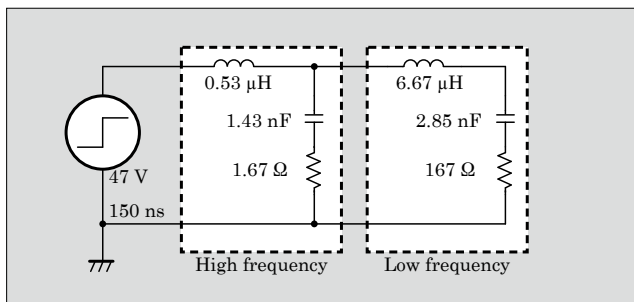 0.53 µH
6.67 µH
1.43 nF
2.85 nF
1.67 Ω
167 Ω
47 V
150 ns
High frequency
Low frequency